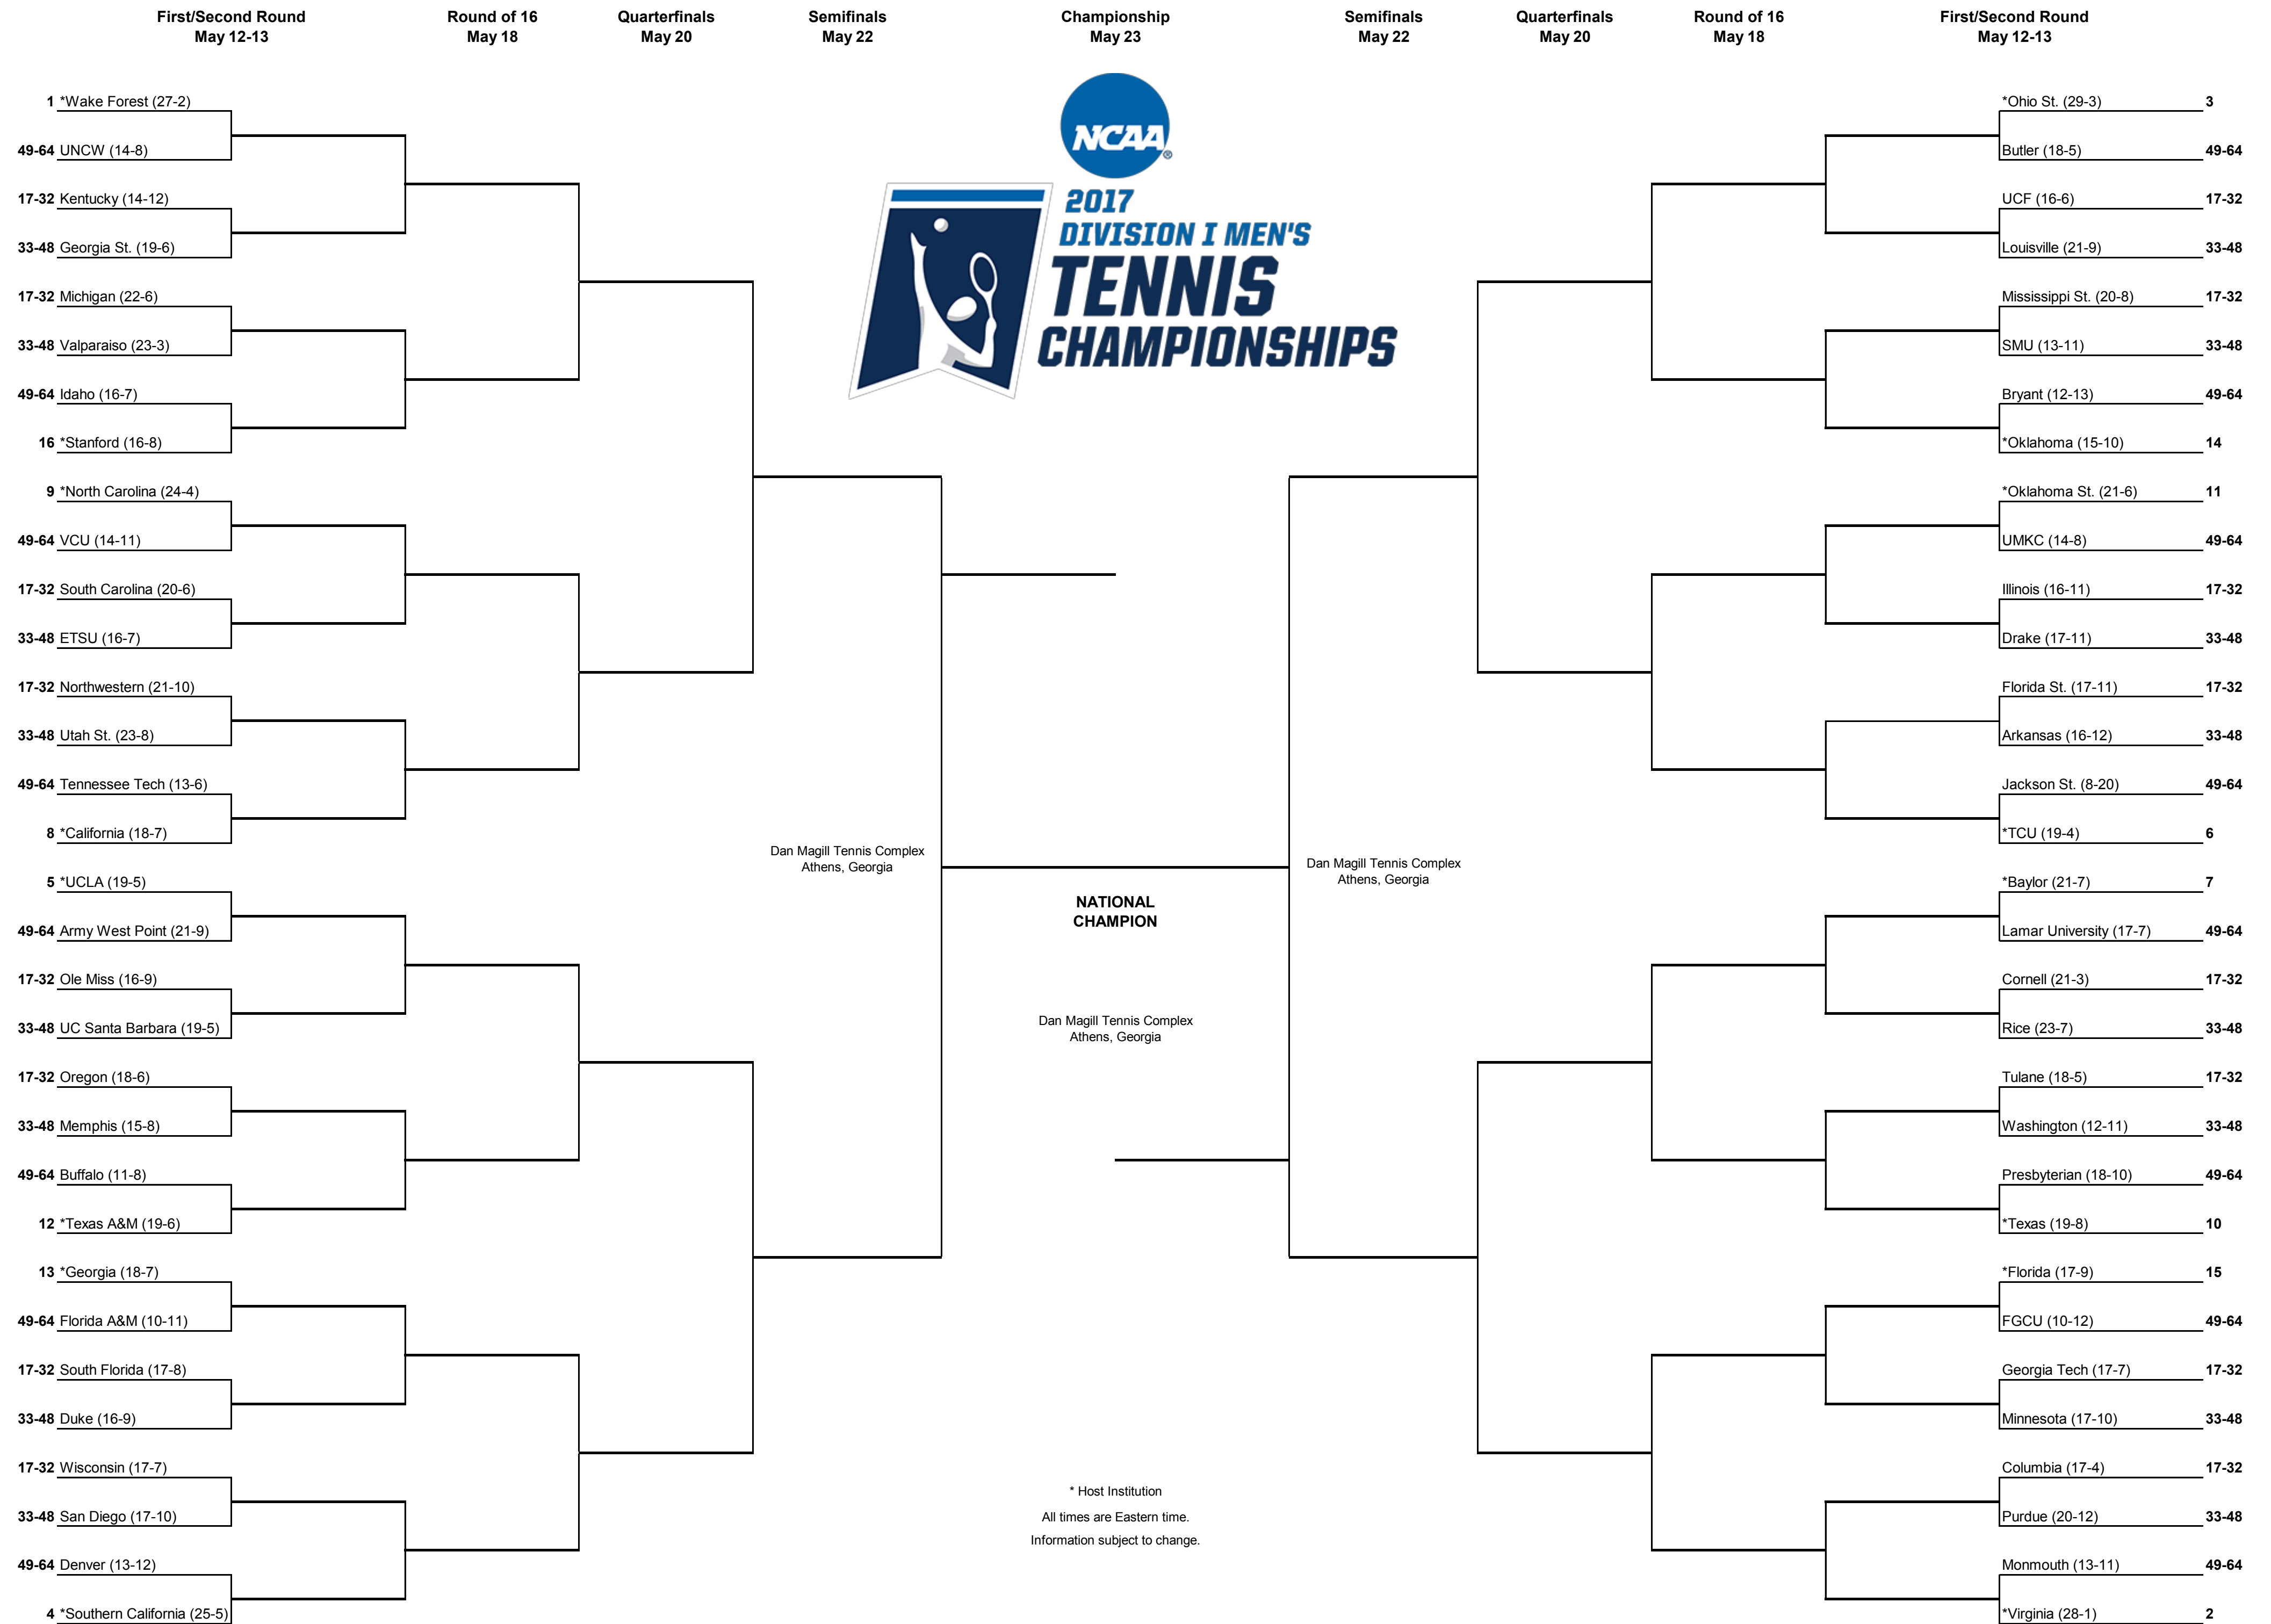 First/Second Round Round of 16 Quarterfinals Semifinals Championship Semifinals Quarterfinals Round of 16 First/Second Round
May 12-13 May 18 May 20 May 22 May 23 May 22 May 20 May 18 May 12-13
NCAA®
2017
DIVISION I MEN'S
TENNIS
CHAMPIONSHIPS
1 *Wake Forest (27-2)
49-64 UNCW (14-8)
17-32 Kentucky (14-12)
33-48 Georgia St. (19-6)
17-32 Michigan (22-6)
33-48 Valparaiso (23-3)
49-64 Idaho (16-7)
16 *Stanford (16-8)
9 *North Carolina (24-4)
49-64 VCU (14-11)
17-32 South Carolina (20-6)
33-48 ETSU (16-7)
17-32 Northwestern (21-10)
33-48 Utah St. (23-8)
49-64 Tennessee Tech (13-6)
8 *California (18-7)
5 *UCLA (19-5)
49-64 Army West Point (21-9)
17-32 Ole Miss (16-9)
33-48 UC Santa Barbara (19-5)
17-32 Oregon (18-6)
33-48 Memphis (15-8)
49-64 Buffalo (11-8)
12 *Texas A&M (19-6)
13 *Georgia (18-7)
49-64 Florida A&M (10-11)
17-32 South Florida (17-8)
33-48 Duke (16-9)
17-32 Wisconsin (17-7)
33-48 San Diego (17-10)
49-64 Denver (13-12)
4 *Southern California (25-5)
Dan Magill Tennis Complex
Athens, Georgia
NATIONAL
CHAMPION
Dan Magill Tennis Complex
Athens, Georgia
* Host Institution
All times are Eastern time.
Information subject to change.
Dan Magill Tennis Complex
Athens, Georgia
*Ohio St. (29-3) 3
Butler (18-5) 49-64
UCF (16-6) 17-32
Louisville (21-9) 33-48
Mississippi St. (20-8) 17-32
SMU (13-11) 33-48
Bryant (12-13) 49-64
*Oklahoma (15-10) 14
*Oklahoma St. (21-6) 11
UMKC (14-8) 49-64
Illinois (16-11) 17-32
Drake (17-11) 33-48
Florida St. (17-11) 17-32
Arkansas (16-12) 33-48
Jackson St. (8-20) 49-64
*TCU (19-4) 6
*Baylor (21-7) 7
Lamar University (17-7) 49-64
Cornell (21-3) 17-32
Rice (23-7) 33-48
Tulane (18-5) 17-32
Washington (12-11) 33-48
Presbyterian (18-10) 49-64
*Texas (19-8) 10
*Florida (17-9) 15
FGCU (10-12) 49-64
Georgia Tech (17-7) 17-32
Minnesota (17-10) 33-48
Columbia (17-4) 17-32
Purdue (20-12) 33-48
Monmouth (13-11) 49-64
*Virginia (28-1) 2